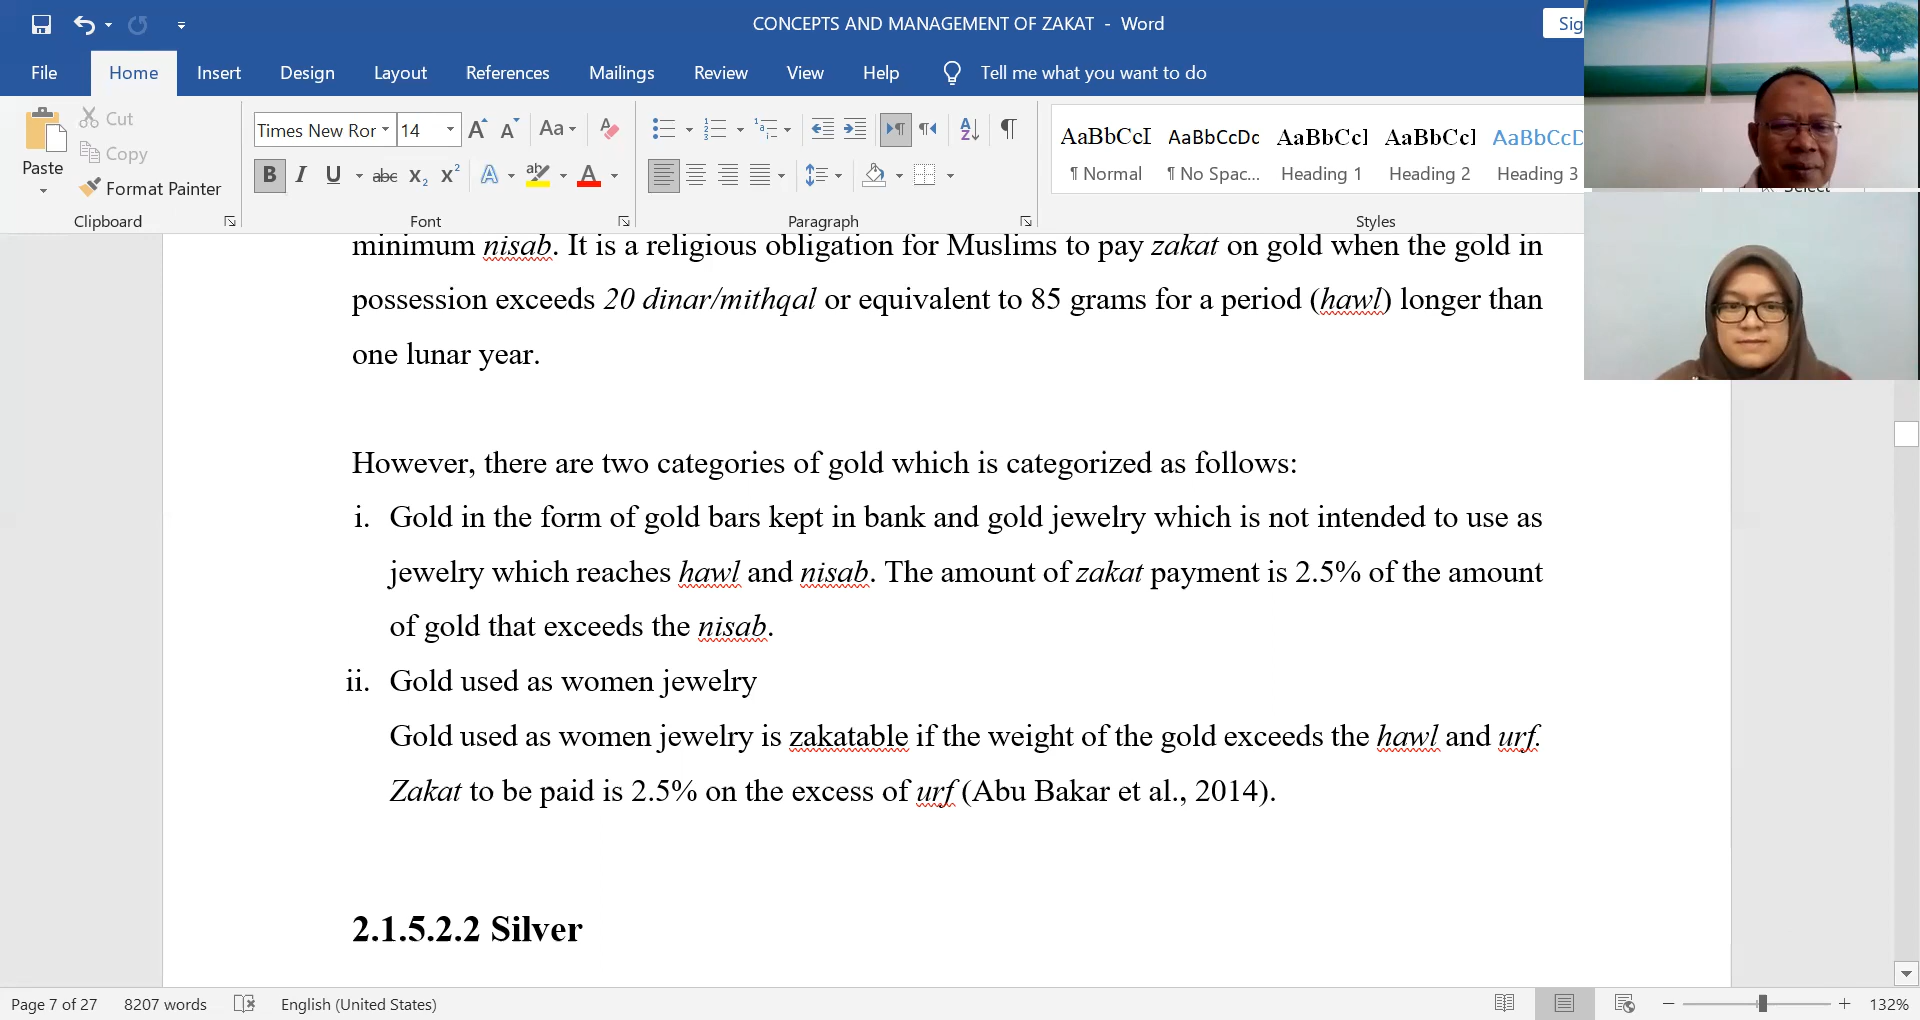 CONCEPTS AND MANAGEMENT OF ZAKAT - Word
Sig
File Home Insert Design Layout References Mailings Review View Help Tell me what you want to do
Paste
Cut
Copy
Format Painter
Clipboard
Times New Ror 14
Font
Paragraph
AaBbCcI AaBbCcDc AaBbCcI AaBbCcI AaBbCcD
¶ Normal ¶ No Spac... Heading 1 Heading 2 Heading 3
Styles
Select
minimum nisab. It is a religious obligation for Muslims to pay zakat on gold when the gold in
possession exceeds 20 dinar/mithqal or equivalent to 85 grams for a period (hawl) longer than
one lunar year.
However, there are two categories of gold which is categorized as follows:
i. Gold in the form of gold bars kept in bank and gold jewelry which is not intended to use as
jewelry which reaches hawl and nisab. The amount of zakat payment is 2.5% of the amount
of gold that exceeds the nisab.
ii. Gold used as women jewelry
Gold used as women jewelry is zakatable if the weight of the gold exceeds the hawl and urf.
Zakat to be paid is 2.5% on the excess of urf (Abu Bakar et al., 2014).
2.1.5.2.2 Silver
Page 7 of 27 8207 words English (United States) 132%